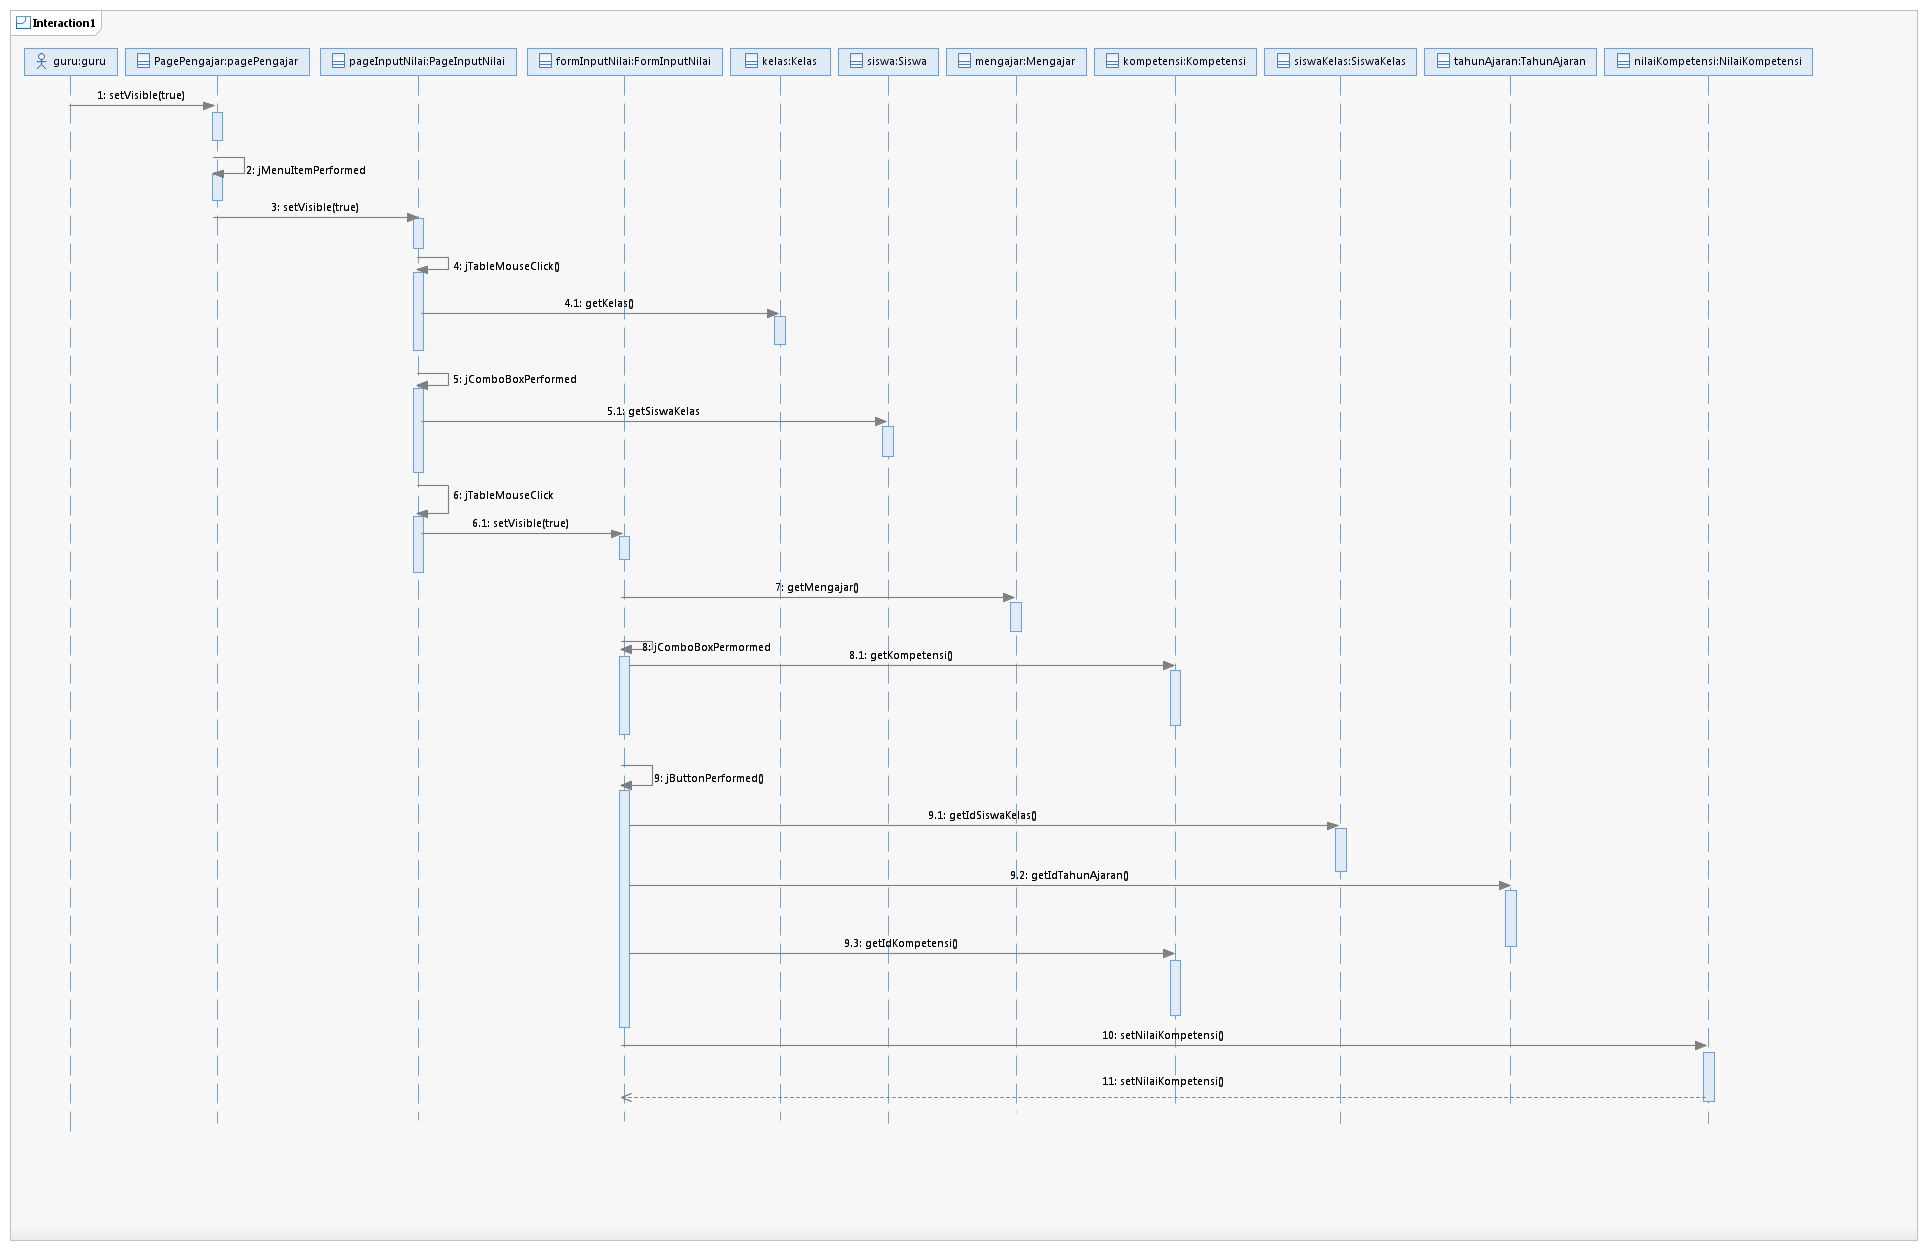 Interaction1
guru:guru
PagePengajar:pagePengajar
pageInputNilai:PageInputNilai
formInputNilai:FormInputNilai
kelas:Kelas
siswa:Siswa
mengajar:Mengajar
kompetensi:Kompetensi
siswaKelas:SiswaKelas
tahunAjaran:TahunAjaran
nilaiKompetensi:NilaiKompetensi
1: setVisible(true)
2: jMenuItemPerformed
3: setVisible(true)
4: jTableMouseClick()
4.1: getKelas()
5: jComboBoxPerformed
5.1: getSiswaKelas
6: jTableMouseClick
6.1: setVisible(true)
7: getMengajar()
8: jComboBoxPermormed
8.1: getKompetensi()
9: jButtonPerformed()
9.1: getIdSiswaKelas()
9.2: getIdTahunAjaran()
9.3: getIdKompetensi()
10: setNilaiKompetensi()
11: setNilaiKompetensi()